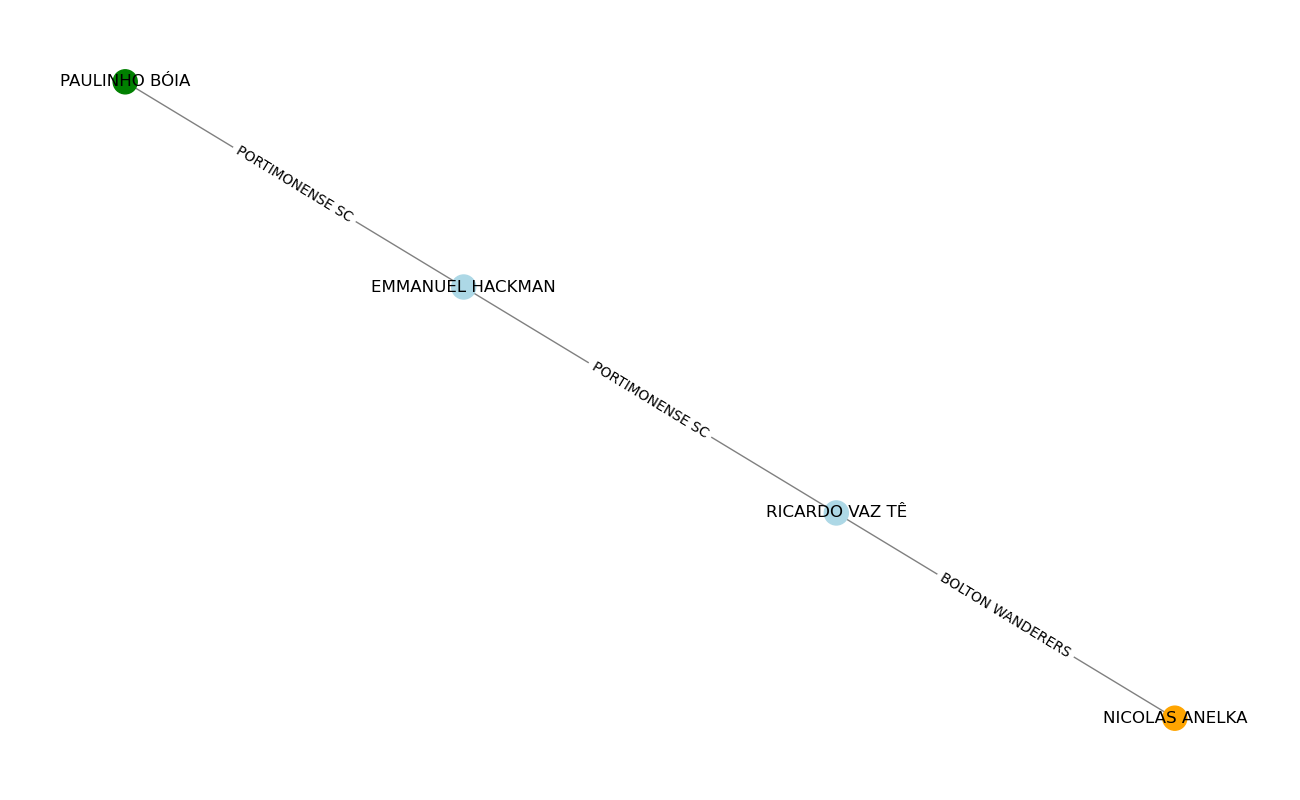 PAULINHO BÓIA
PORTIMONENSE SC
EMMANUEL HACKMAN
PORTIMONENSE SC
RICARDO VAZ TÊ
BOLTON WANDERERS
NICOLAS ANELKA